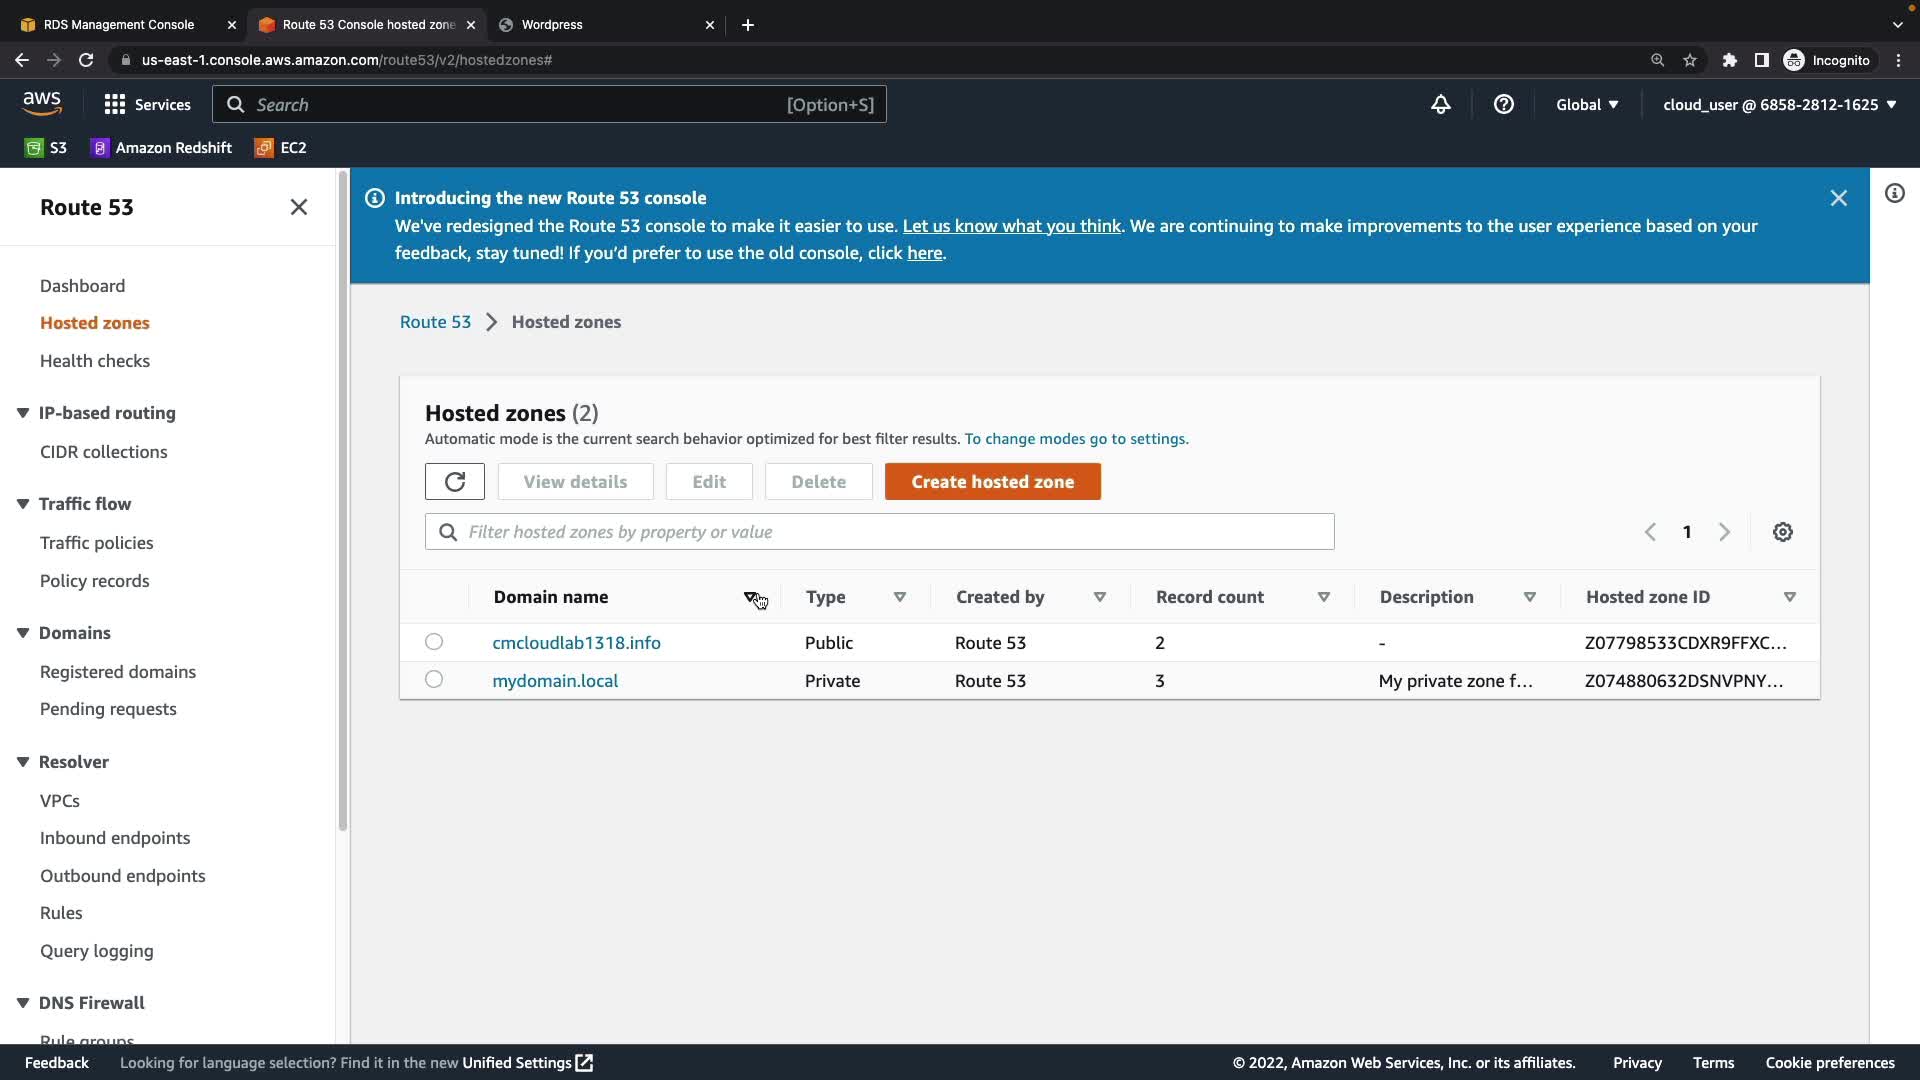 RDS Management Console
Route 53 Console hosted zone
Wordpress
us-east-1.console.aws.amazon.com/route53/v2/hostedzones#
Incognito
aws
Services
Search
[Option+S]
Global
cloud_user @ 6858-2812-1625
S3
Amazon Redshift
EC2
Route 53
Dashboard
Hosted zones
Health checks
IP-based routing
CIDR collections
Traffic flow
Traffic policies
Policy records
Domains
Registered domains
Pending requests
Resolver
VPCs
Inbound endpoints
Outbound endpoints
Rules
Query logging
DNS Firewall
Rule groups
Introducing the new Route 53 console
We've redesigned the Route 53 console to make it easier to use. Let us know what you think. We are continuing to make improvements to the user experience based on your
feedback, stay tuned! If you'd prefer to use the old console, click here.
Route 53 > Hosted zones
Hosted zones (2)
Automatic mode is the current search behavior optimized for best filter results. To change modes go to settings.
View details
Edit
Delete
Create hosted zone
Filter hosted zones by property or value
1
Domain name Type Created by Record count Description Hosted zone ID
cmcloudlab1318.info Public Route 53 2 - Z07798533CDXR9FFXC...
mydomain.local Private Route 53 3 My private zone f... Z074880632DSNVPNY...
Feedback
Looking for language selection? Find it in the new Unified Settings
© 2022, Amazon Web Services, Inc. or its affiliates.
Privacy
Terms
Cookie preferences